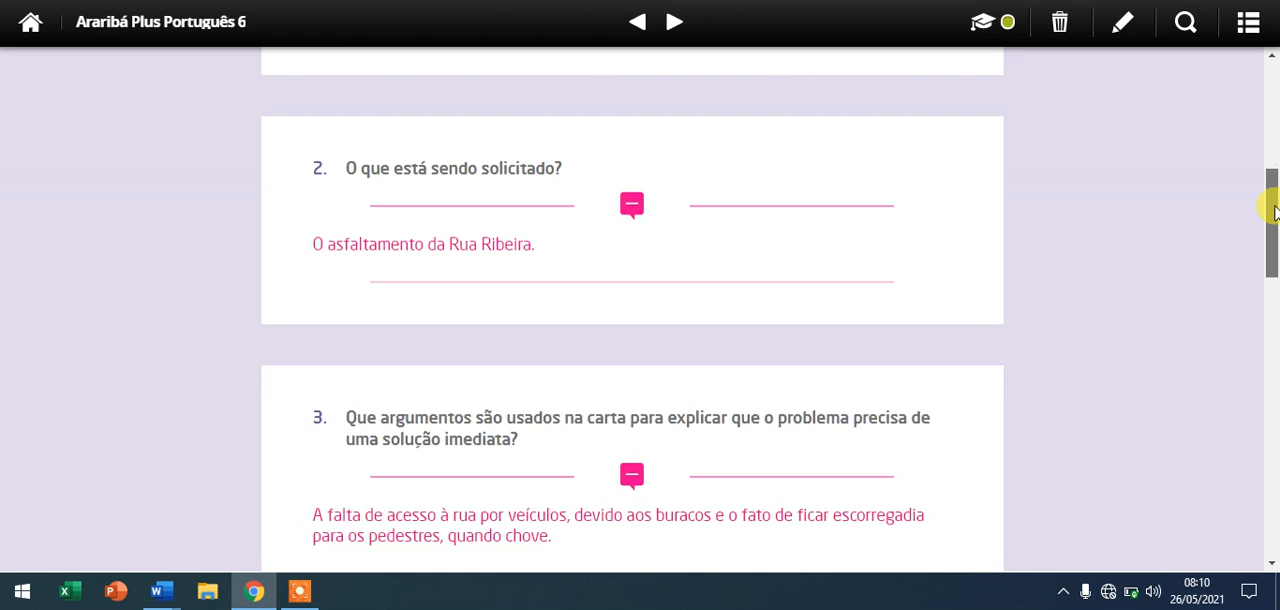 Araribá Plus Português 6
2. O que está sendo solicitado?
O asfaltamento da Rua Ribeira.
3. Que argumentos são usados na carta para explicar que o problema precisa de
uma solução imediata?
A falta de acesso à rua por veículos, devido aos buracos e o fato de ficar escorregadia
para os pedestres, quando chove.
08:10
26/05/2021